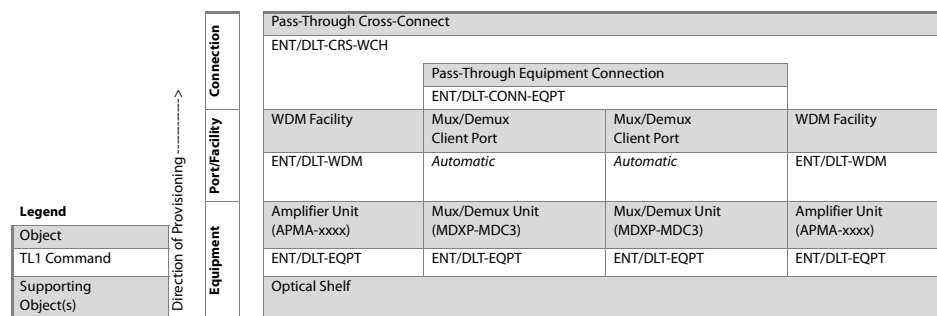 Pass-Through Cross-Connect
ENT/DLT-CRS-WCH
Connection
Pass-Through Equipment Connection
ENT/DLT-CONN-EQPT
Direction of Provisioning ----------->
Port/Facility
WDM Facility
Mux/Demux
Client Port
Mux/Demux
Client Port
WDM Facility
ENT/DLT-WDM
Automatic
Automatic
ENT/DLT-WDM
Equipment
Amplifier Unit
(APMA-xxxx)
Mux/Demux Unit
(MDXP-MDC3)
Mux/Demux Unit
(MDXP-MDC3)
Amplifier Unit
(APMA-xxxx)
ENT/DLT-EQPT
ENT/DLT-EQPT
ENT/DLT-EQPT
ENT/DLT-EQPT
Optical Shelf
Legend
Object
TL1 Command
Supporting
Object(s)